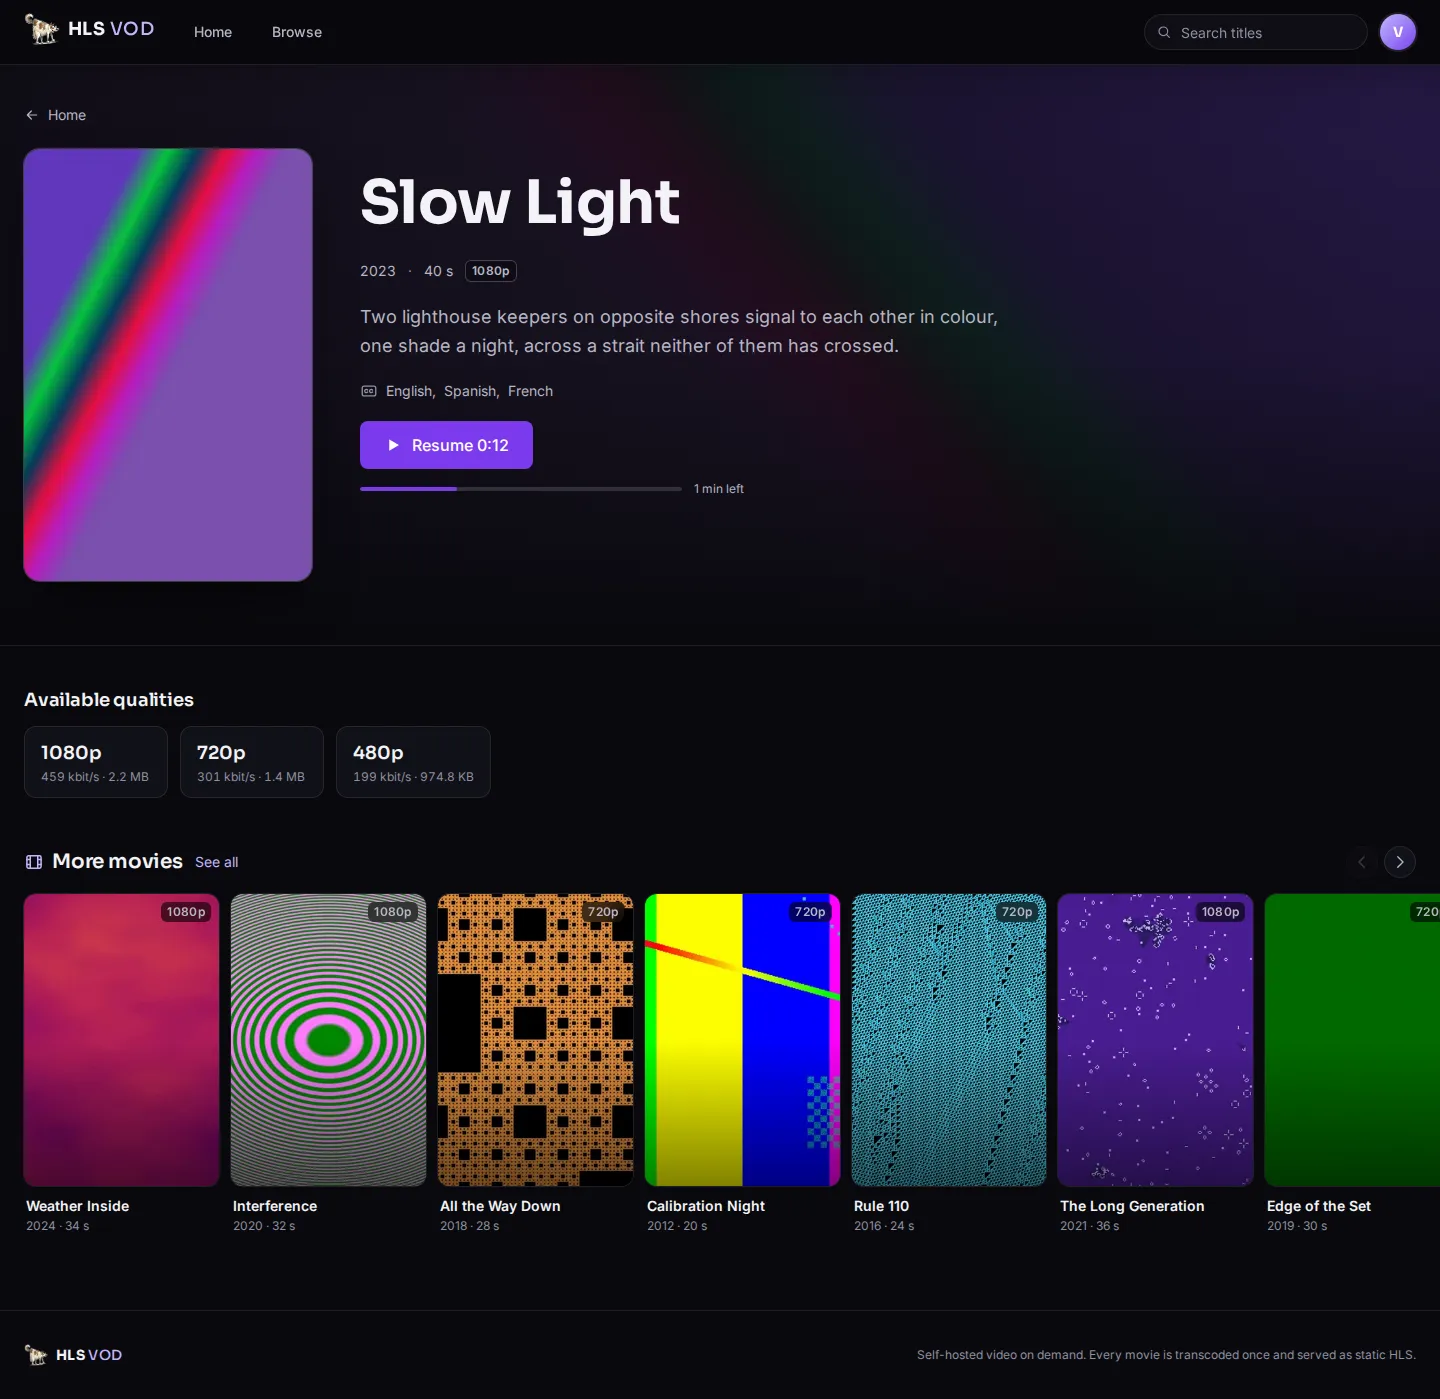 HLS VOD
Home
Browse
Search titles
V
Home
Slow Light
2023 · 40 s 1080p
Two lighthouse keepers on opposite shores signal to each other in colour,
one shade a night, across a strait neither of them has crossed.
CC English, Spanish, French
Resume 0:12
1 min left
Available qualities
1080p
459 kbit/s · 2.2 MB
720p
301 kbit/s · 1.4 MB
480p
199 kbit/s · 974.8 KB
More movies See all
1080p
Weather Inside
2024 · 34 s
1080p
Interference
2020 · 32 s
720p
All the Way Down
2018 · 28 s
720p
Calibration Night
2012 · 20 s
720p
Rule 110
2016 · 24 s
1080p
The Long Generation
2021 · 36 s
720
Edge of the Set
2019 · 30 s
HLS VOD
Self-hosted video on demand. Every movie is transcoded once and served as static HLS.